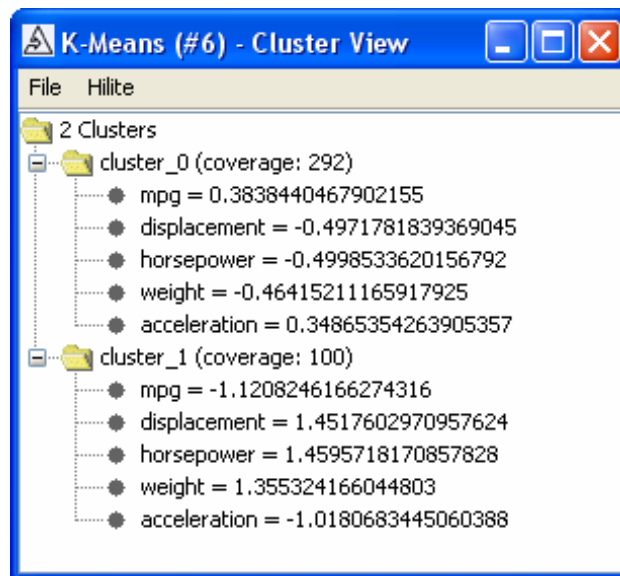 K-Means (#6) - Cluster View
File Hilite
2 Clusters
cluster_0 (coverage: 292)
mpg = 0.3838440467902155
displacement = -0.4971781839369045
horsepower = -0.4998533620156792
weight = -0.46415211165917925
acceleration = 0.34865354263905357
cluster_1 (coverage: 100)
mpg = -1.1208246166274316
displacement = 1.4517602970957624
horsepower = 1.4595718170857828
weight = 1.355324166044803
acceleration = -1.0180683445060388